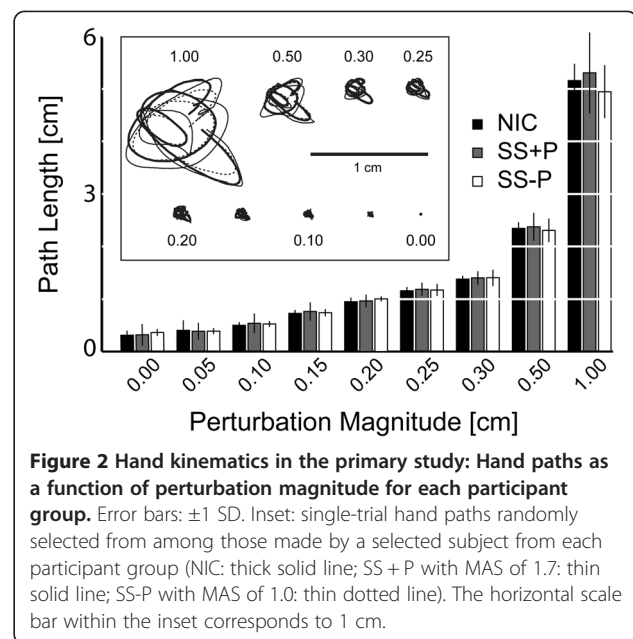 6
Path Length [cm]
3
0
1.00
0.50
0.30
0.25
1 cm
0.20
0.10
0.00
NIC
SS+P
SS-P
0.00
0.05
0.10
0.15
0.20
0.25
0.30
0.50
1.00
Perturbation Magnitude [cm]
Figure 2 Hand kinematics in the primary study: Hand paths as
a function of perturbation magnitude for each participant
group. Error bars: ±1 SD. Inset: single-trial hand paths randomly
selected from among those made by a selected subject from each
participant group (NIC: thick solid line; SS + P with MAS of 1.7: thin
solid line; SS-P with MAS of 1.0: thin dotted line). The horizontal scale
bar within the inset corresponds to 1 cm.